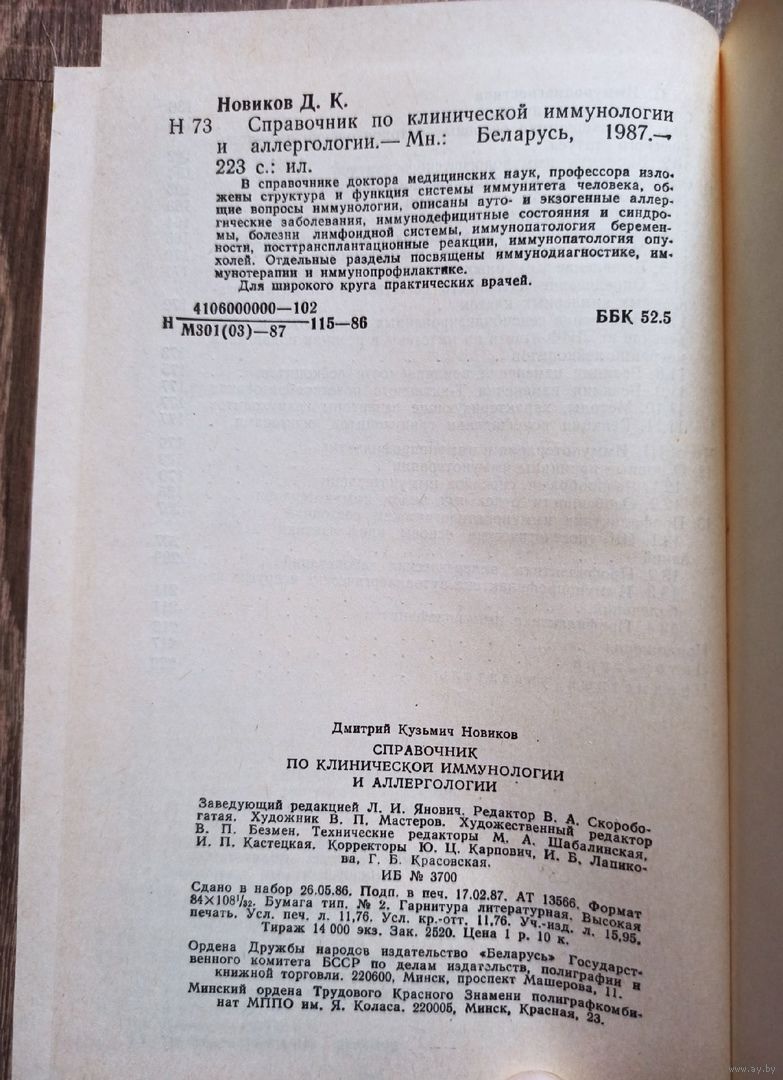 Новиков Д. К.
Н 73 Справочник по клинической иммунологии
и аллергологии.— Мн.: Беларусь, 1987.—
223 с.: ил.
В справочнике доктора медицинских наук, профессора изло-
жены структура и функция системы иммунитета человека, об-
щие вопросы иммунологии, описаны ауто- и экзогенные аллер-
гические заболевания, иммунодефицитные состояния и синдро-
мы, болезни лимфоидной системы, иммунопатология беремен-
ности, посттрансплантационные реакции, иммунопатология опу-
холей. Отдельные разделы посвящены иммунодиагностике, им-
мунотерапии и иммунопрофилактике.
Для широкого круга практических врачей.
Н 4106000000—102
М301(03)—87 115—86 ББК 52.5
Дмитрий Кузьмич Новиков
СПРАВОЧНИК
ПО КЛИНИЧЕСКОЙ ИММУНОЛОГИИ
И АЛЛЕРГОЛОГИИ
Заведующий редакцией Л. И. Янович. Редактор В. А. Скоробо-
гатая. Художник В. П. Мастеров. Художественный редактор
В. П. Безмен. Технические редакторы М. А. Шабалинская,
И. П. Кастецкая. Корректоры Ю. Ц. Карпович, И. Б. Лапико-
ва, Г. Б. Красовская.
ИБ № 3700
Сдано в набор 26.05.86. Подп. в печ. 17.02.87. АТ 13566. Формат
84×108¹/₃₂. Бумага тип. № 2. Гарнитура литературная. Высокая
печать. Усл. печ. л. 11,76. Усл. кр.-отт. 11,76. Уч.-изд. л. 15,95.
Тираж 14 000 экз. Зак. 2520. Цена 1 р. 10 к.
Ордена Дружбы народов издательство «Беларусь» Государст-
венного комитета БССР по делам издательств, полиграфии и
книжной торговли. 220600, Минск, проспект Машерова, 11.
Минский ордена Трудового Красного Знамени полиграфкомби-
нат МППО им. Я. Коласа. 220005, Минск, Красная, 23.
www.ay.by